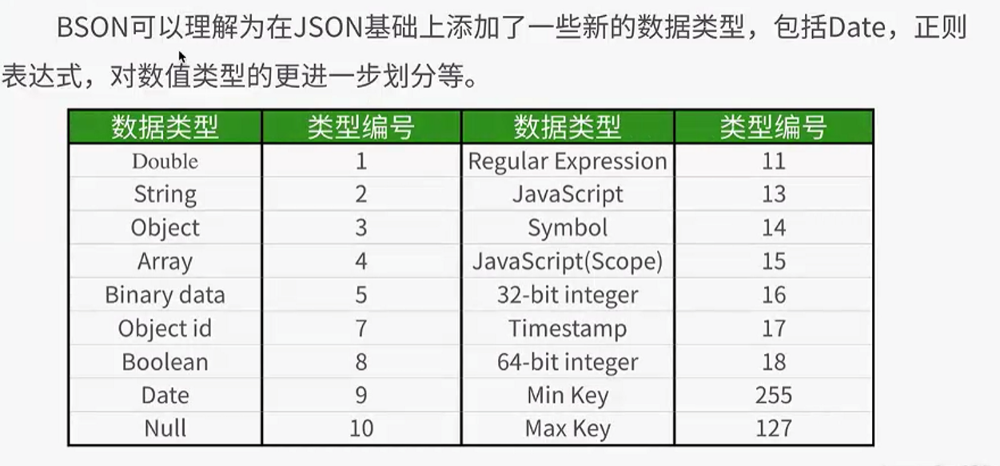 BSON可以理解为在JSON基础上添加了一些新的数据类型，包括Date，正则
表达式，对数值类型的更进一步划分等。
数据类型 类型编号 数据类型 类型编号
Double 1 Regular Expression 11
String 2 JavaScript 13
Object 3 Symbol 14
Array 4 JavaScript(Scope) 15
Binary data 5 32-bit integer 16
Object id 7 Timestamp 17
Boolean 8 64-bit integer 18
Date 9 Min Key 255
Null 10 Max Key 127